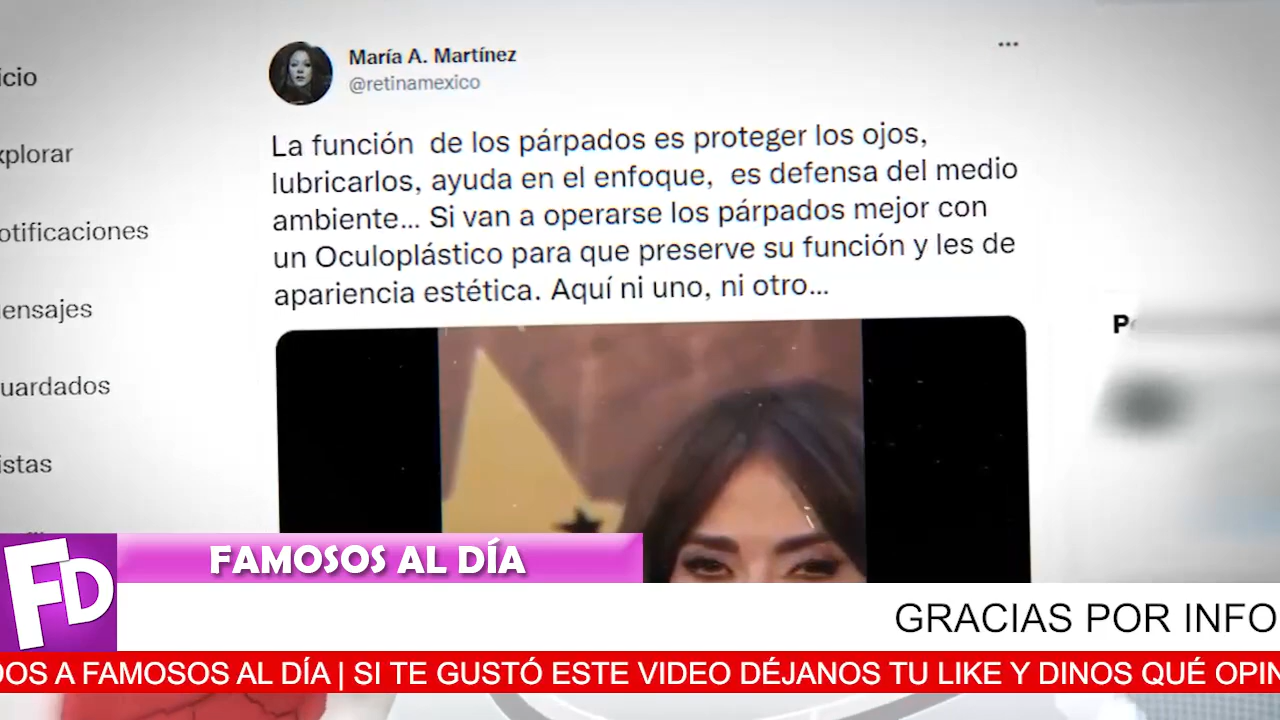 María A. Martínez
@retinamexico
icio
xplorar
otificaciones
ensajes
uardados
istas
La función  de los párpados es proteger los ojos,
lubricarlos, ayuda en el enfoque,  es defensa del medio
ambiente... Si van a operarse los párpados mejor con
un Oculoplástico para que preserve su función y les de
apariencia estética. Aquí ni uno, ni otro...
FD
FAMOSOS AL DÍA
GRACIAS POR INFO
DOS A FAMOSOS AL DÍA | SI TE GUSTÓ ESTE VIDEO DÉJANOS TU LIKE Y DINOS QUÉ OPIN